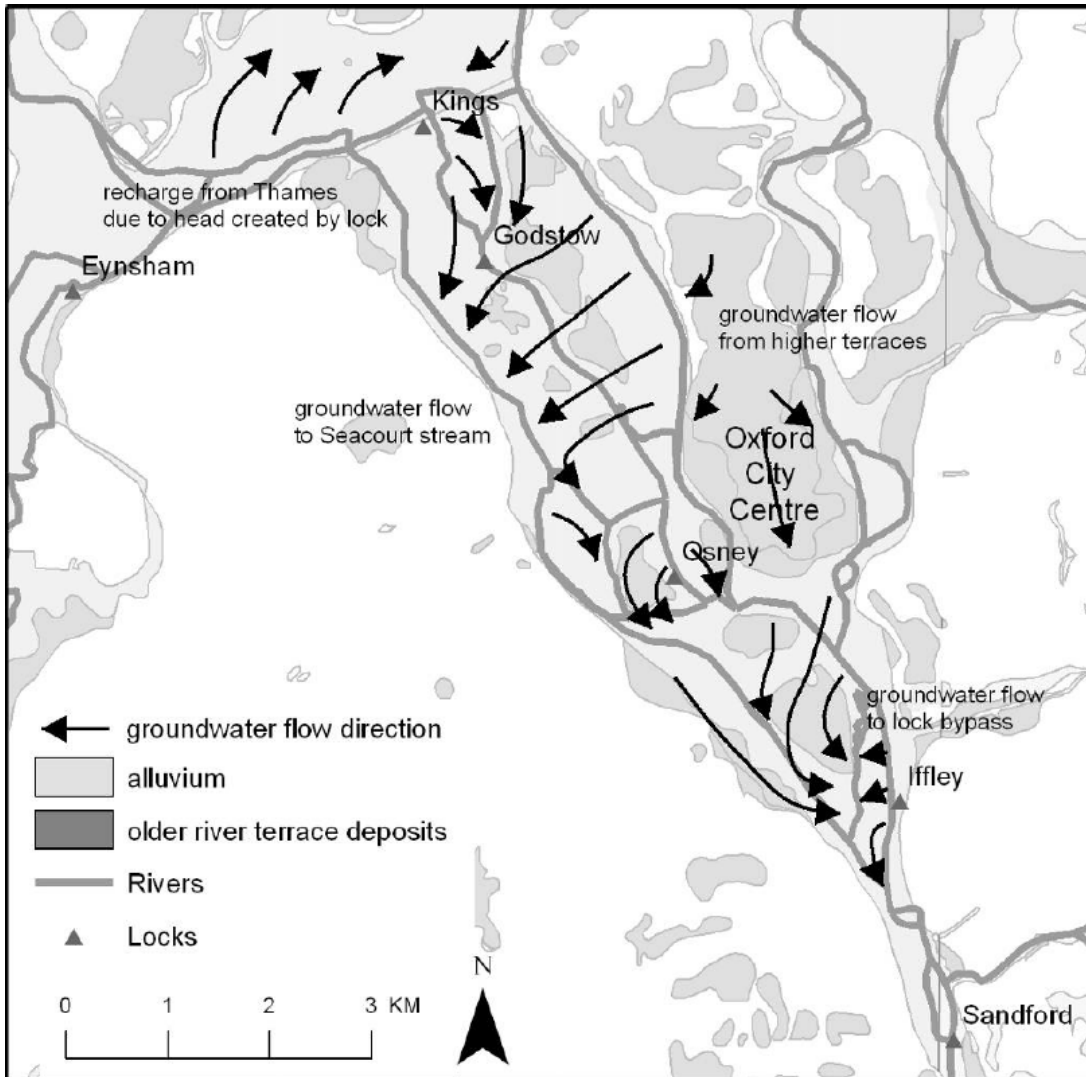 Kings
recharge from Thames
due to head created by lock
Godstow
Eynsham
groundwater flow
from higher terraces
groundwater flow
to Seacourt stream
Oxford
City
Centre
Osney
groundwater flow
to lock bypass
Iffley
groundwater flow direction
alluvium
older river terrace deposits
Rivers
Locks
N
0 1 2 3 KM
Sandford